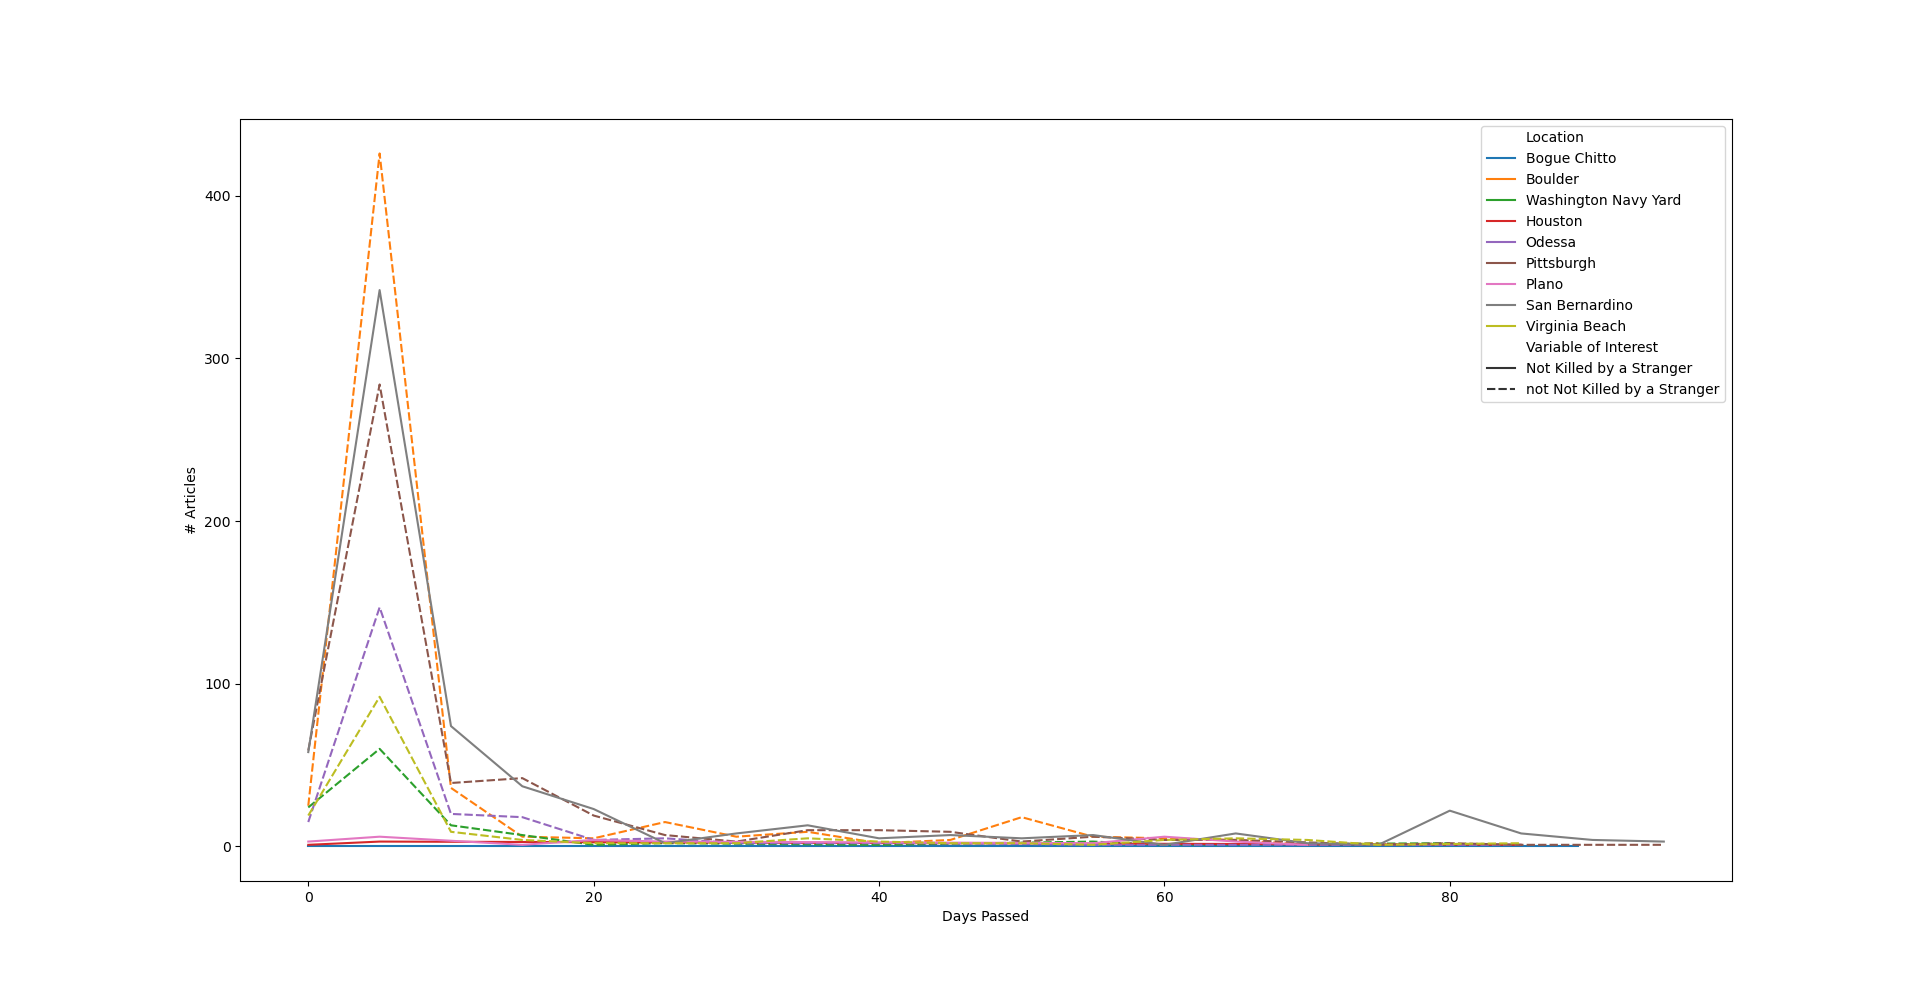 Location
Bogue Chitto
Boulder
Washington Navy Yard
Houston
Odessa
Pittsburgh
Plano
San Bernardino
Virginia Beach
Variable of Interest
Not Killed by a Stranger
not Not Killed by a Stranger
400
300
200
100
0
# Articles
0 20 40 60 80
Days Passed